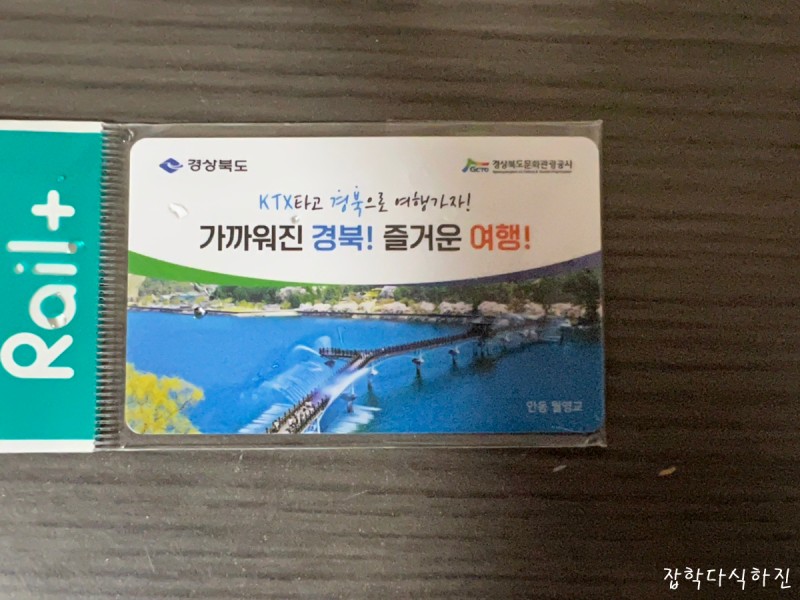 Rail+
경상북도
GCTO 경상북도문화관광공사
KTX타고 경북으로 여행가자!
가까워진 경북! 즐거운 여행!
안동 월영교
잡학다식하진